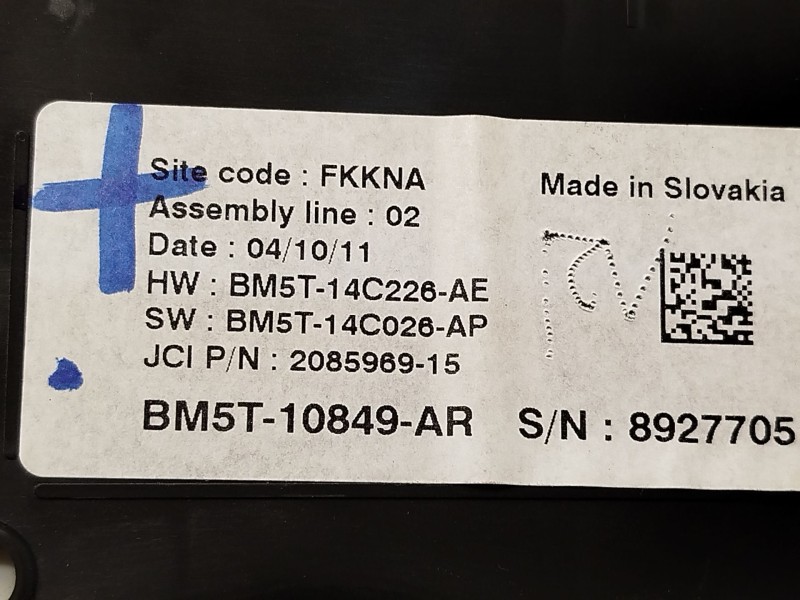 Site code : FKKNA
Made in Slovakia
Assembly line : 02
Date : 04/10/11
HW : BM5T-14C226-AE
SW : BM5T-14C026-AP
JCI P/N : 2085969-15
BM5T-10849-AR S/N : 8927705